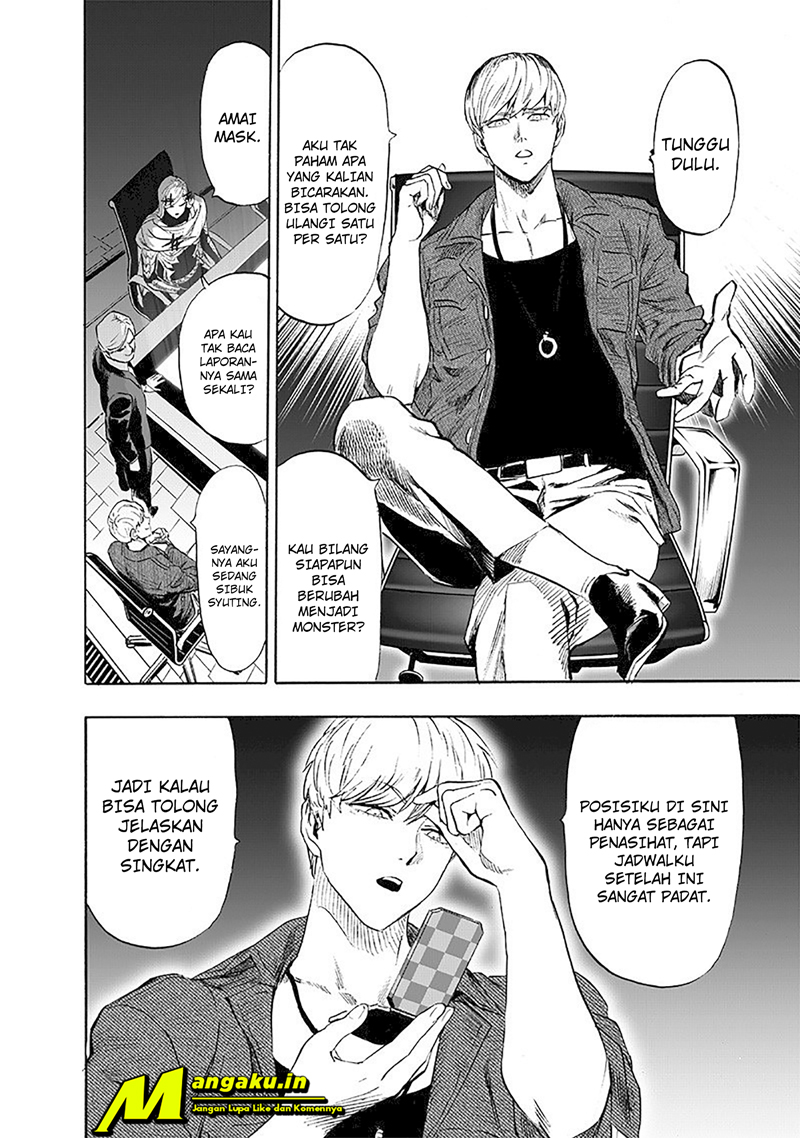 TUNGGU
DULU.
AKU TAK
PAHAM APA
YANG KALIAN
BICARAKAN.
BISA TOLONG
ULANGI SATU
PER SATU?
KAU BILANG
SIAPAPUN
BISA
BERUBAH
MENJADI
MONSTER?
AMAI
MASK.
APA KAU
TAK BACA
LAPORAN-
NYA SAMA
SEKALI?
SAYANG-
NYA AKU
SEDANG
SIBUK
SYUTING.
POSISIKU DI SINI
HANYA SEBAGAI
PENASIHAT, TAPI
JADWALKU
SETELAH INI
SANGAT PADAT.
JADI KALAU
BISA TOLONG
JELASKAN
DENGAN
SINGKAT.
Mangaku.in
Jangan Lupa Like dan Komennya